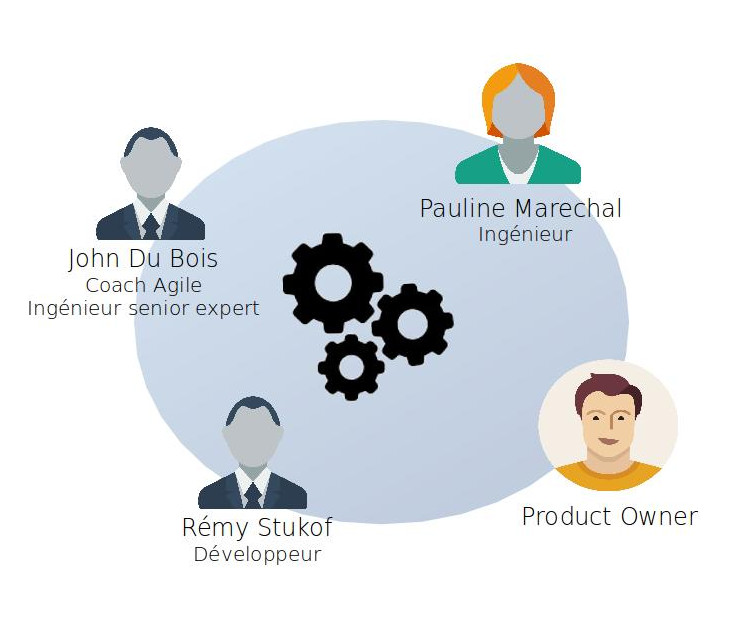 Pauline Marechal
Ingénieur
John Du Bois
Coach Agile
Ingénieur senior expert
Product Owner
Rémy Stukof
Développeur